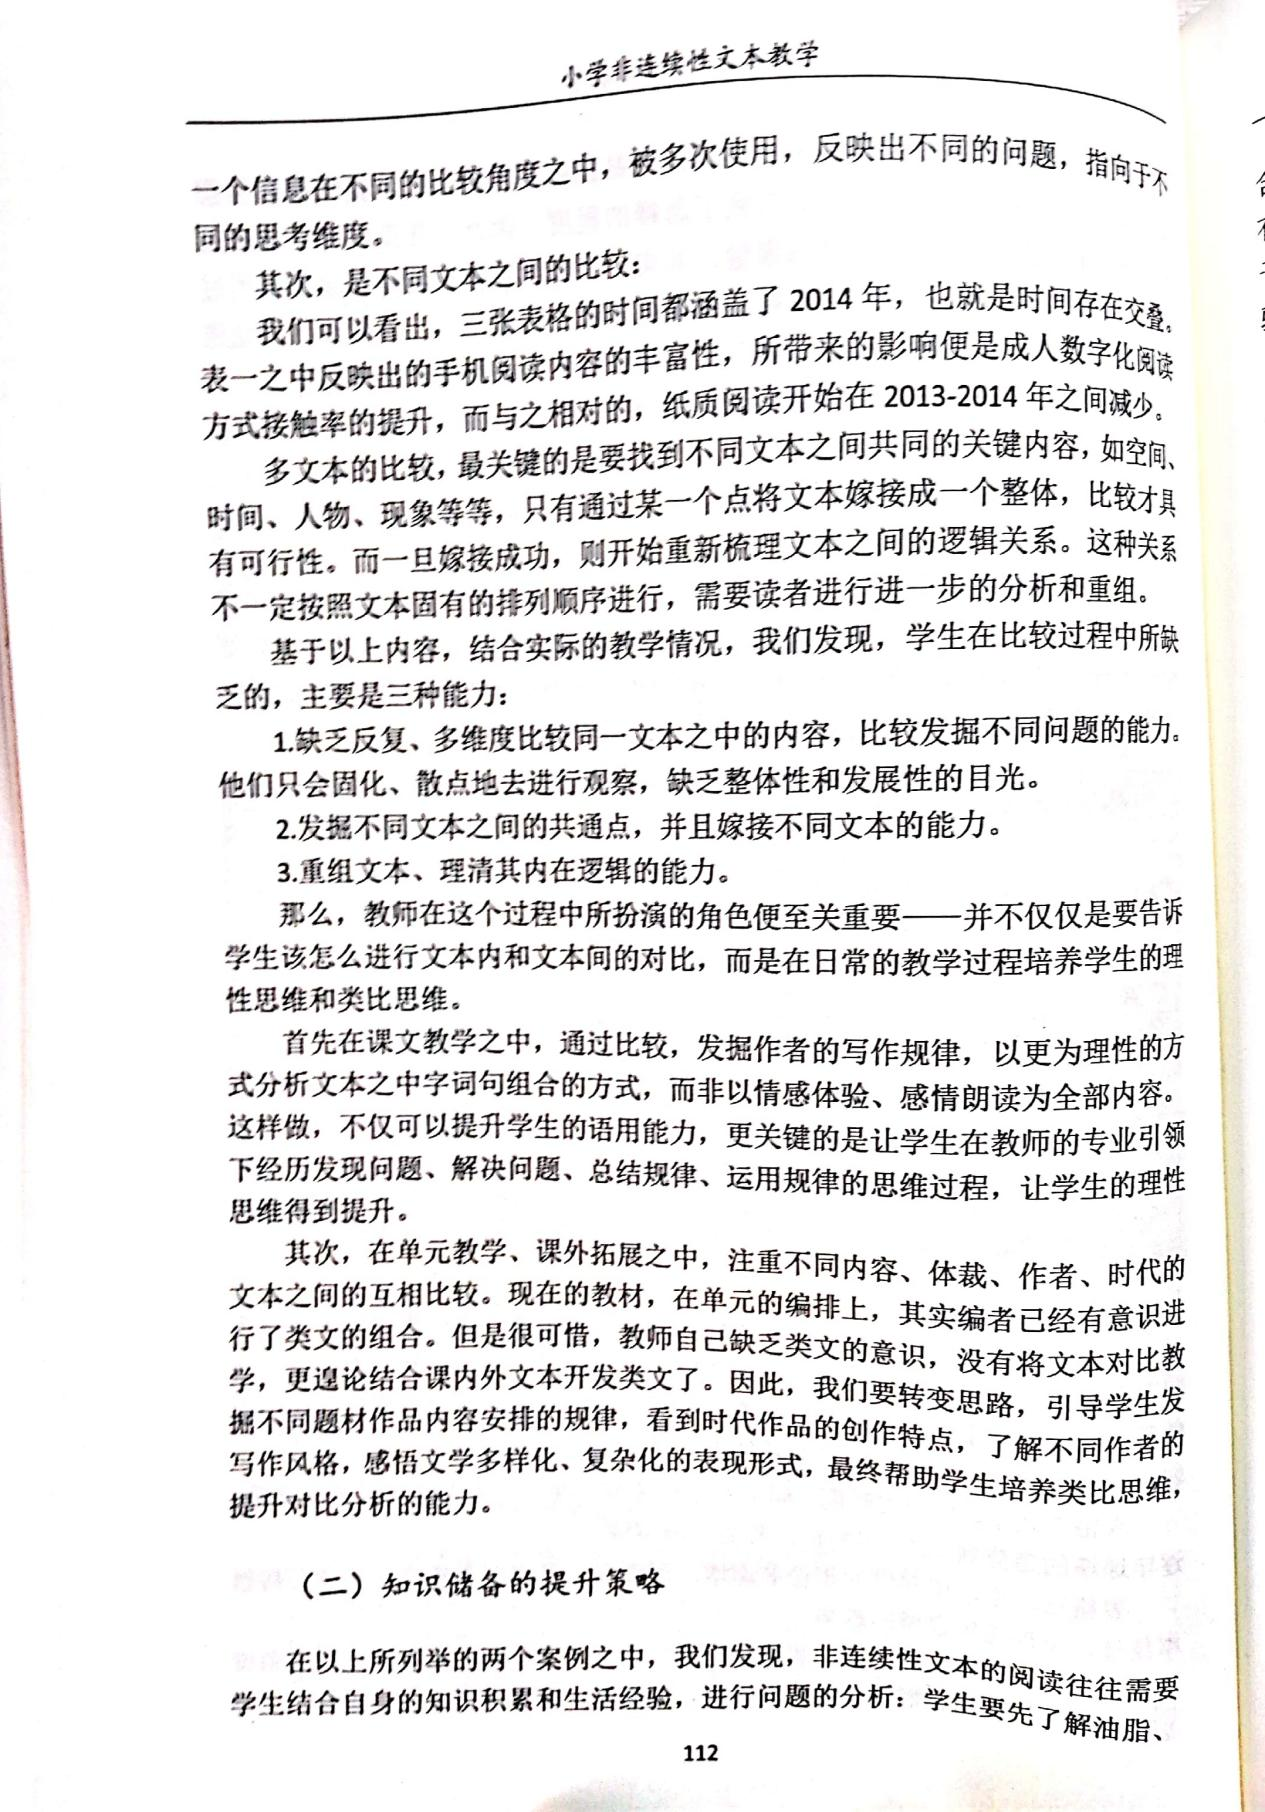 小学非连续性文本教学
一个信息在不同的比较角度之中，被多次使用，反映出不同的问题，指向于不
同的思考维度。
其次，是不同文本之间的比较：
我们可以看出，三张表格的时间都涵盖了 2014 年，也就是时间存在交叠。
表一之中反映出的手机阅读内容的丰富性，所带来的影响便是成人数字化阅读
方式接触率的提升，而与之相对的，纸质阅读开始在 2013-2014 年之间减少。
多文本的比较，最关键的是要找到不同文本之间共同的关键内容，如空间、
时间、人物、现象等等，只有通过某一个点将文本嫁接成一个整体，比较才具
有可行性。而一旦嫁接成功，则开始重新梳理文本之间的逻辑关系。这种关系
不一定按照文本固有的排列顺序进行，需要读者进行进一步的分析和重组。
基于以上内容，结合实际的教学情况，我们发现，学生在比较过程中所缺
乏的，主要是三种能力：
1.缺乏反复、多维度比较同一文本之中的内容，比较发掘不同问题的能力。
他们只会固化、散点地去进行观察，缺乏整体性和发展性的目光。
2.发掘不同文本之间的共通点，并且嫁接不同文本的能力。
3.重组文本、理清其内在逻辑的能力。
那么，教师在这个过程中所扮演的角色便至关重要——并不仅仅是要告诉
学生该怎么进行文本内和文本间的对比，而是在日常的教学过程培养学生的理
性思维和类比思维。
首先在课文教学之中，通过比较，发掘作者的写作规律，以更为理性的方
式分析文本之中字词句组合的方式，而非以情感体验、感情朗读为全部内容。
这样做，不仅可以提升学生的语用能力，更关键的是让学生在教师的专业引领
下经历发现问题、解决问题、总结规律、运用规律的思维过程，让学生的理性
思维得到提升。
其次，在单元教学、课外拓展之中，注重不同内容、体裁、作者、时代的
文本之间的互相比较。现在的教材，在单元的编排上，其实编者已经有意识进
行了类文的组合。但是很可惜，教师自己缺乏类文的意识，没有将文本对比教
学，更遑论结合课内外文本开发类文了。因此，我们要转变思路，引导学生发
掘不同题材作品内容安排的规律，看到时代作品的创作特点，了解不同作者的
写作风格，感悟文学多样化、复杂化的表现形式，最终帮助学生培养类比思维，
提升对比分析的能力。
（二）知识储备的提升策略
在以上所列举的两个案例之中，我们发现，非连续性文本的阅读往往需要
学生结合自身的知识积累和生活经验，进行问题的分析：学生要先了解油脂、
112